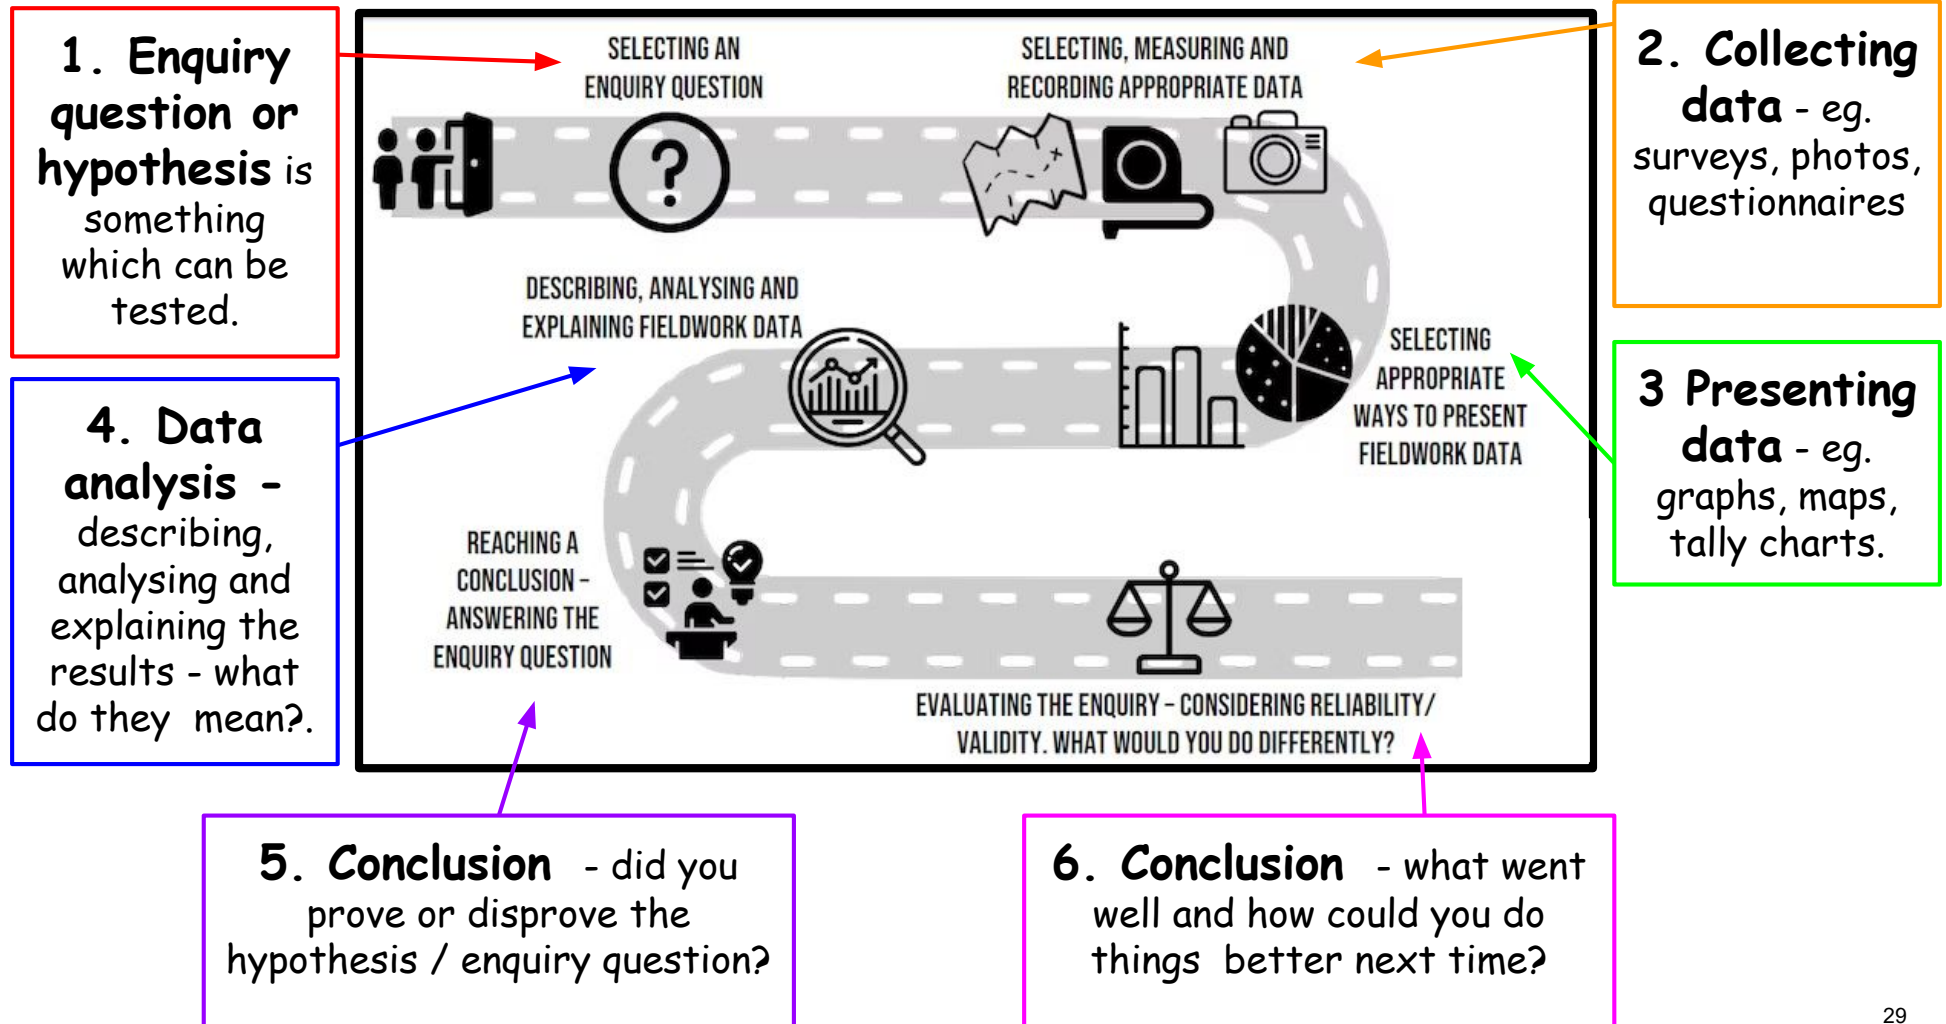 1. Enquiry
question or
hypothesis is
something
which can be
tested.
SELECTING AN
ENQUIRY QUESTION
SELECTING, MEASURING AND
RECORDING APPROPRIATE DATA
2. Collecting
data - eg.
surveys, photos,
questionnaires
?
DESCRIBING, ANALYSING AND
EXPLAINING FIELDWORK DATA
SELECTING
APPROPRIATE
WAYS TO PRESENT
FIELDWORK DATA
3 Presenting
data - eg.
graphs, maps,
tally charts.
4. Data
analysis -
describing,
analysing and
explaining the
results - what
do they mean?.
REACHING A
CONCLUSION –
ANSWERING THE
ENQUIRY QUESTION
EVALUATING THE ENQUIRY – CONSIDERING RELIABILITY/
VALIDITY. WHAT WOULD YOU DO DIFFERENTLY?
5. Conclusion - did you
prove or disprove the
hypothesis / enquiry question?
6. Conclusion - what went
well and how could you do
things better next time?
29